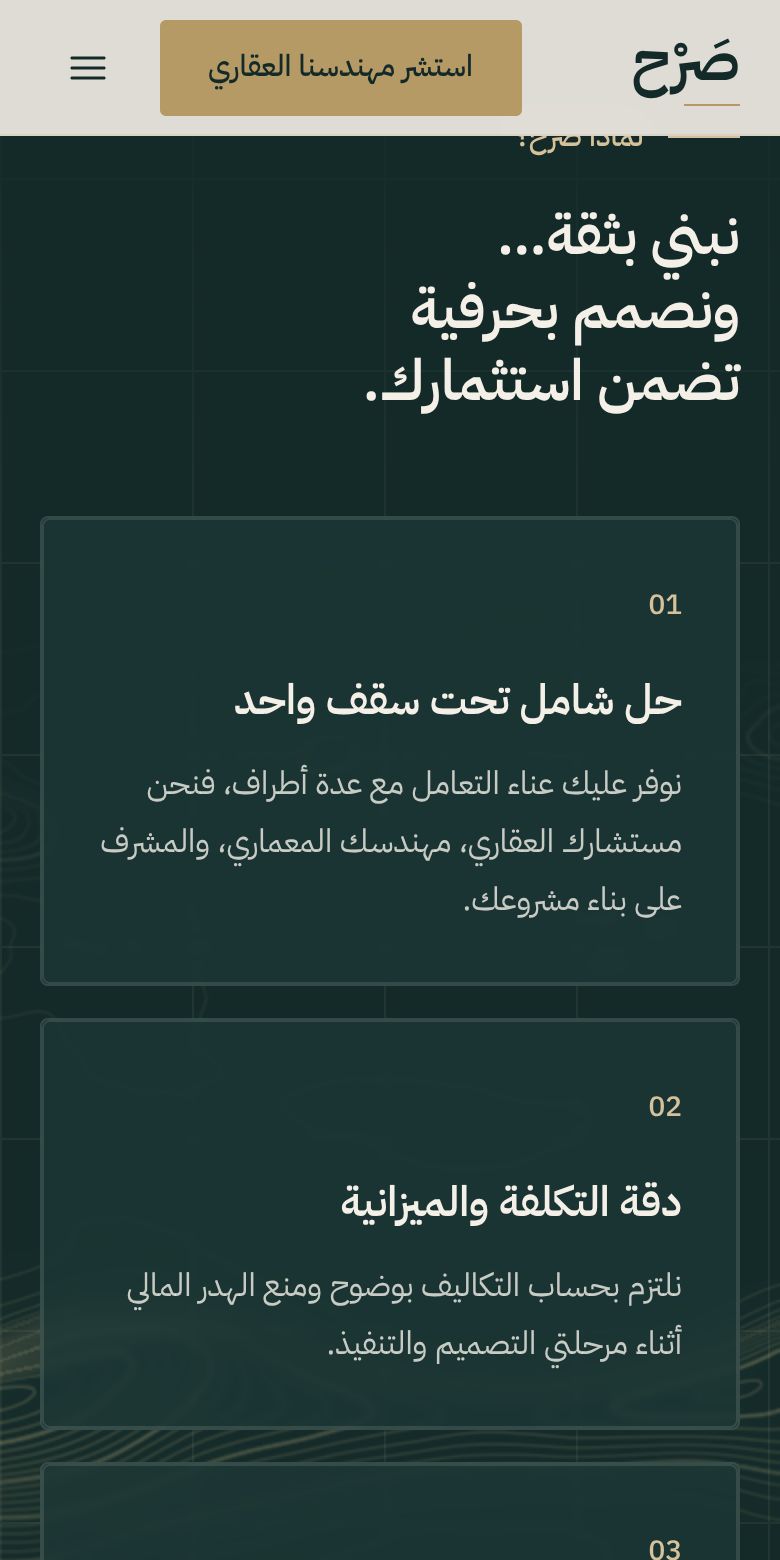 صَرْح
استشر مهندسنا العقاري
لماذا صرح؟
نبني بثقة...
ونصمم بحرفية
تضمن استثمارك.
01
حل شامل تحت سقف واحد
نوفر عليك عناء التعامل مع عدة أطراف، فنحن
مستشارك العقاري، مهندسك المعماري، والمشرف
على بناء مشروعك.
02
دقة التكلفة والميزانية
نلتزم بحساب التكاليف بوضوح ومنع الهدر المالي
أثناء مرحلتي التصميم والتنفيذ.
03